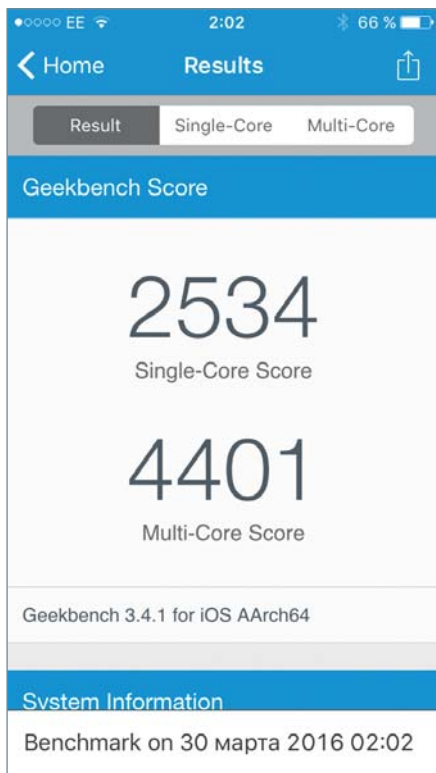 EE 2:02 66 %
Home Results
Result Single-Core Multi-Core
Geekbench Score
2534
Single-Core Score
4401
Multi-Core Score
Geekbench 3.4.1 for iOS AArch64
System Information
Benchmark on 30 марта 2016 02:02